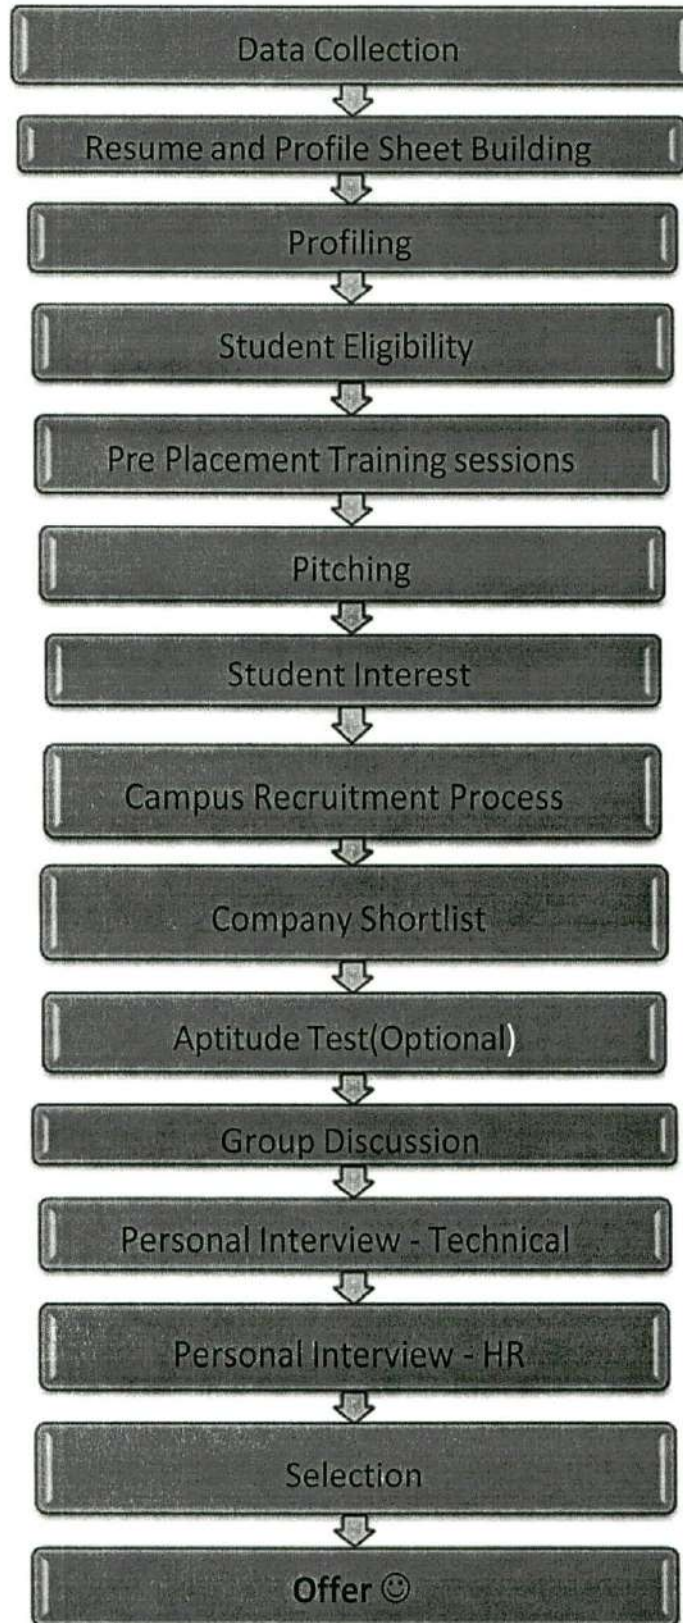 Data Collection
Resume and Profile Sheet Building
Profiling
Student Eligibility
Pre Placement Training sessions
Pitching
Student Interest
Campus Recruitment Process
Company Shortlist
Aptitude Test(Optional)
Group Discussion
Personal Interview - Technical
Personal Interview - HR
Selection
Offer ☺